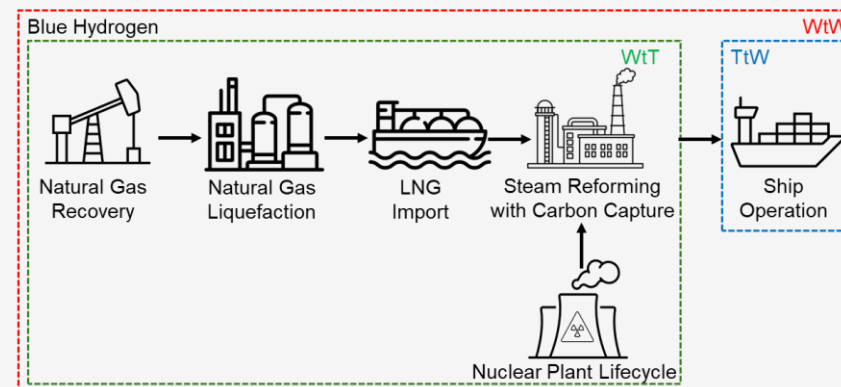 Blue Hydrogen
WtW
WtT
TtW
Natural Gas
Recovery
Natural Gas
Liquefaction
LNG
Import
Steam Reforming
with Carbon Capture
Ship
Operation
Nuclear Plant Lifecycle